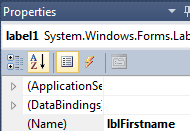 Properties
label1 System.Windows.Forms.Lab
(ApplicationSe
(DataBindings)
(Name) lblFirstname